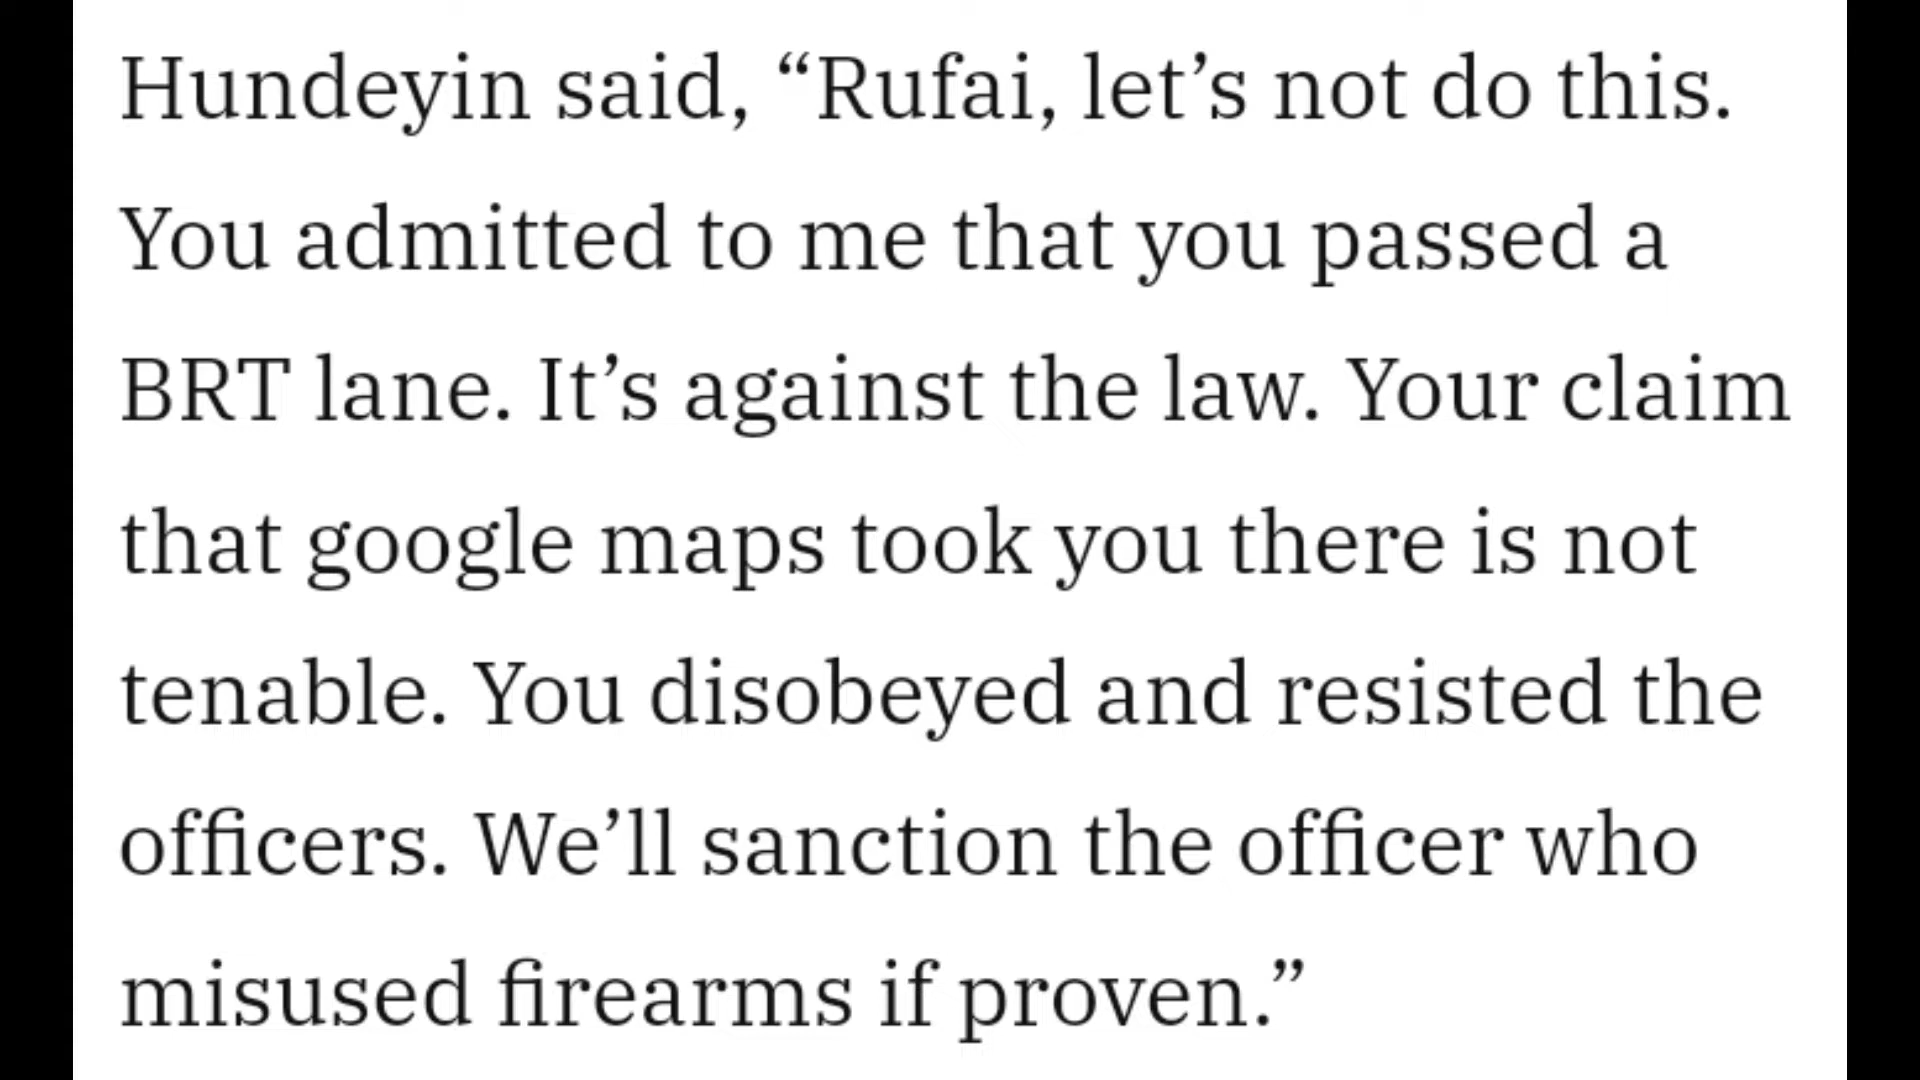 Hundeyin said, “Rufai, let’s not do this.
You admitted to me that you passed a
BRT lane. It’s against the law. Your claim
that google maps took you there is not
tenable. You disobeyed and resisted the
officers. We’ll sanction the officer who
misused firearms if proven.”